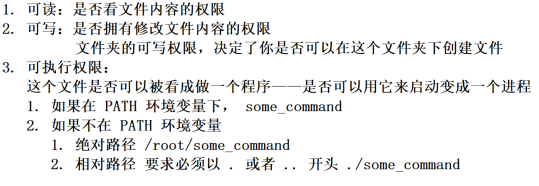 1. 可读：是否看文件内容的权限
2. 可写：是否拥有修改文件内容的权限
文件夹的可写权限，决定了你是否可以在这个文件夹下创建文件
3. 可执行权限：
这个文件是否可以被看成做一个程序——是否可以用它来启动变成一个进程
1. 如果在 PATH 环境变量下， some_command
2. 如果不在 PATH 环境变量
1. 绝对路径 /root/some_command
2. 相对路径 要求必须以 . 或者 .. 开头 ./some_command